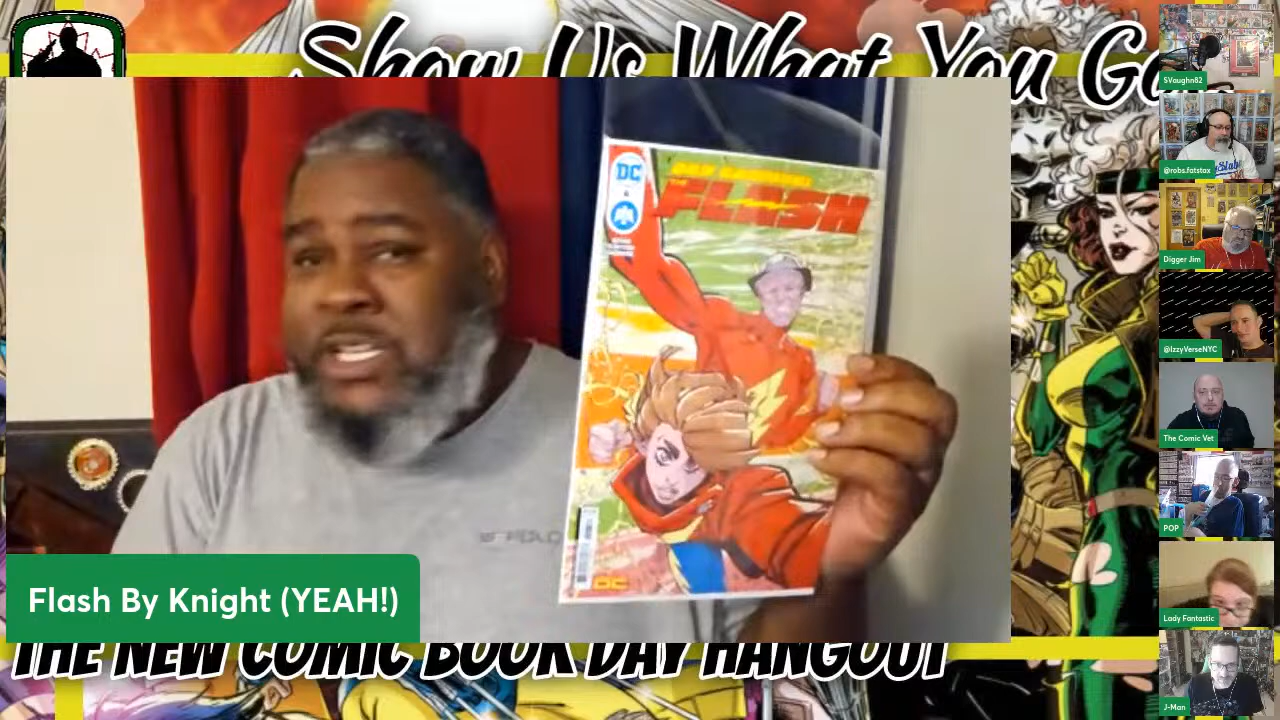 Show Us What You Go
DC
FLASH
DC
Flash By Knight (YEAH!)
THE NEW COMIC BOOK DAY HANGOUT
SVaughn82
@robs.fatstax
Digger Jim
@IzzyVerseNYC
The Comic Vet
POP
Lady Fantastic
J-Man